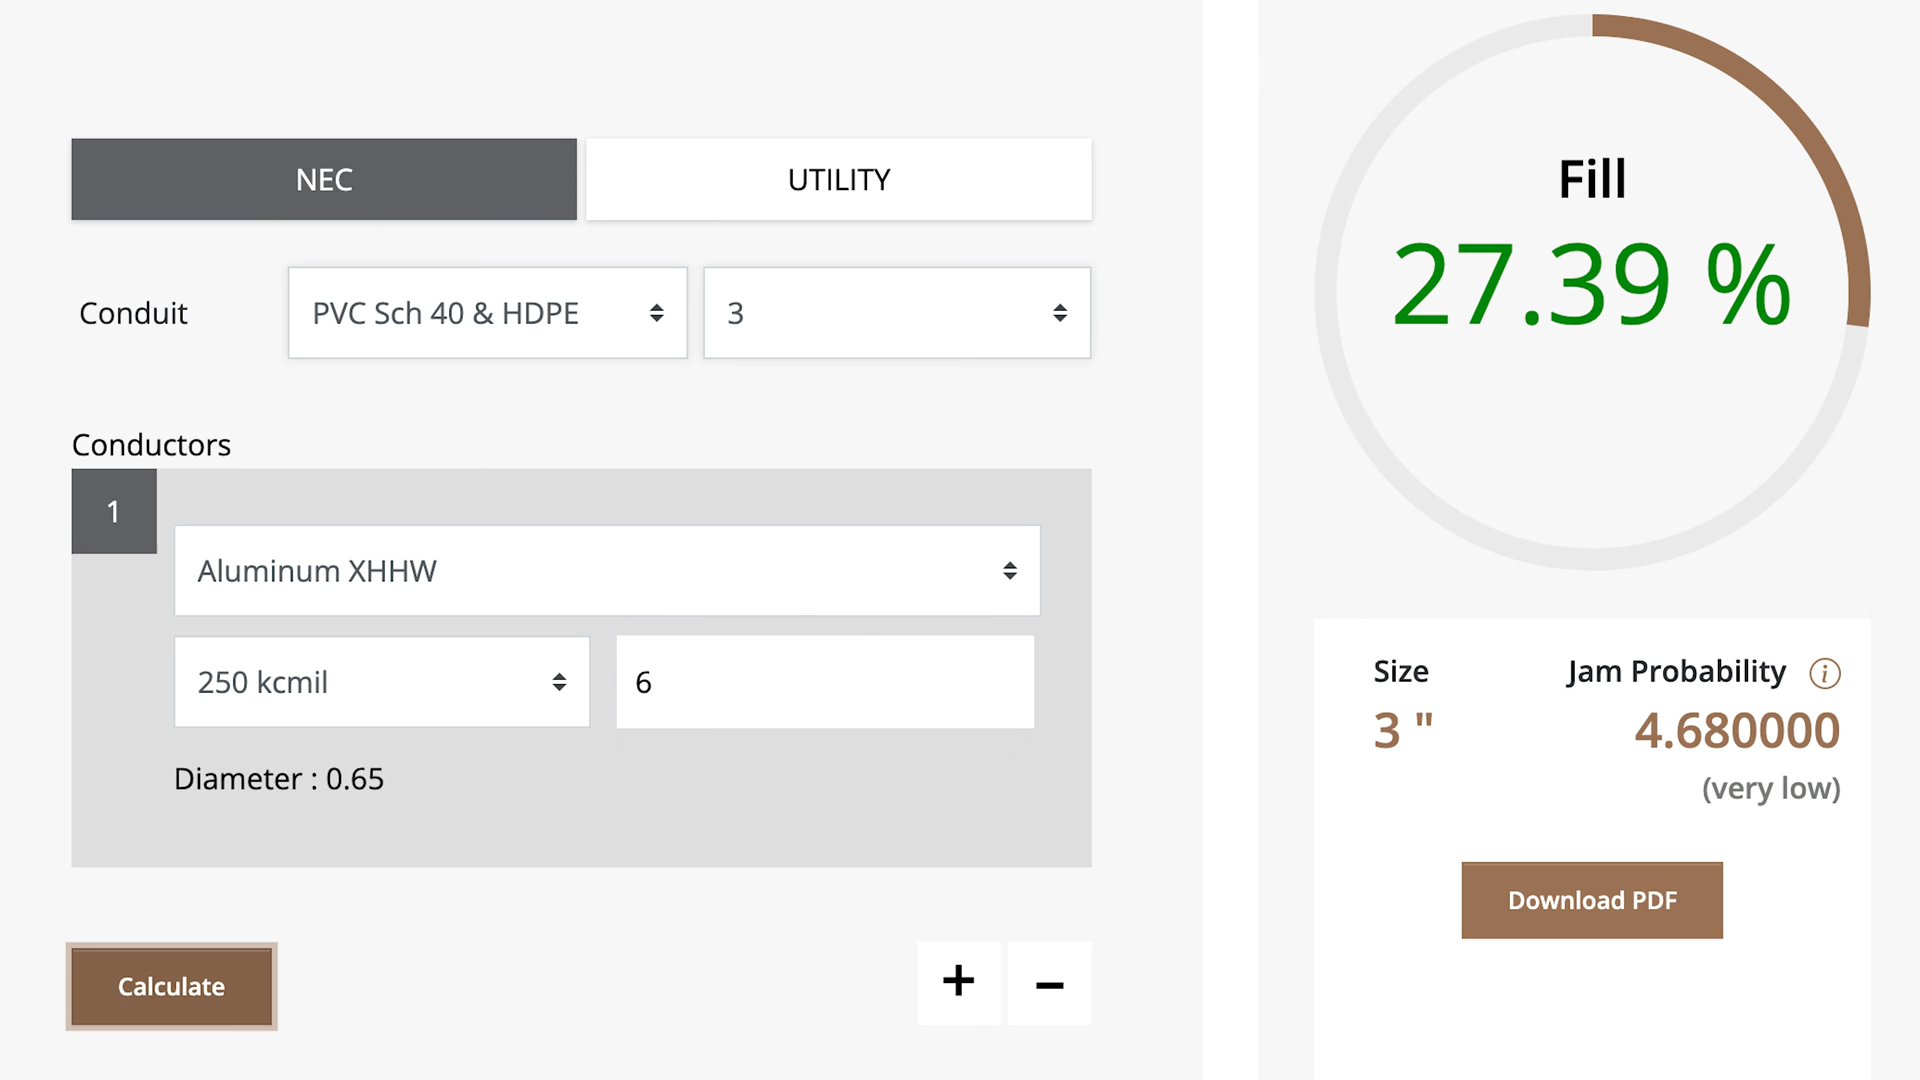 NEC
UTILITY
Conduit
PVC Sch 40 & HDPE
3
Conductors
1
Aluminum XHHW
250 kcmil
6
Diameter : 0.65
Calculate
+
–
Fill
27.39 %
Size
Jam Probability i
3 "
4.680000
(very low)
Download PDF